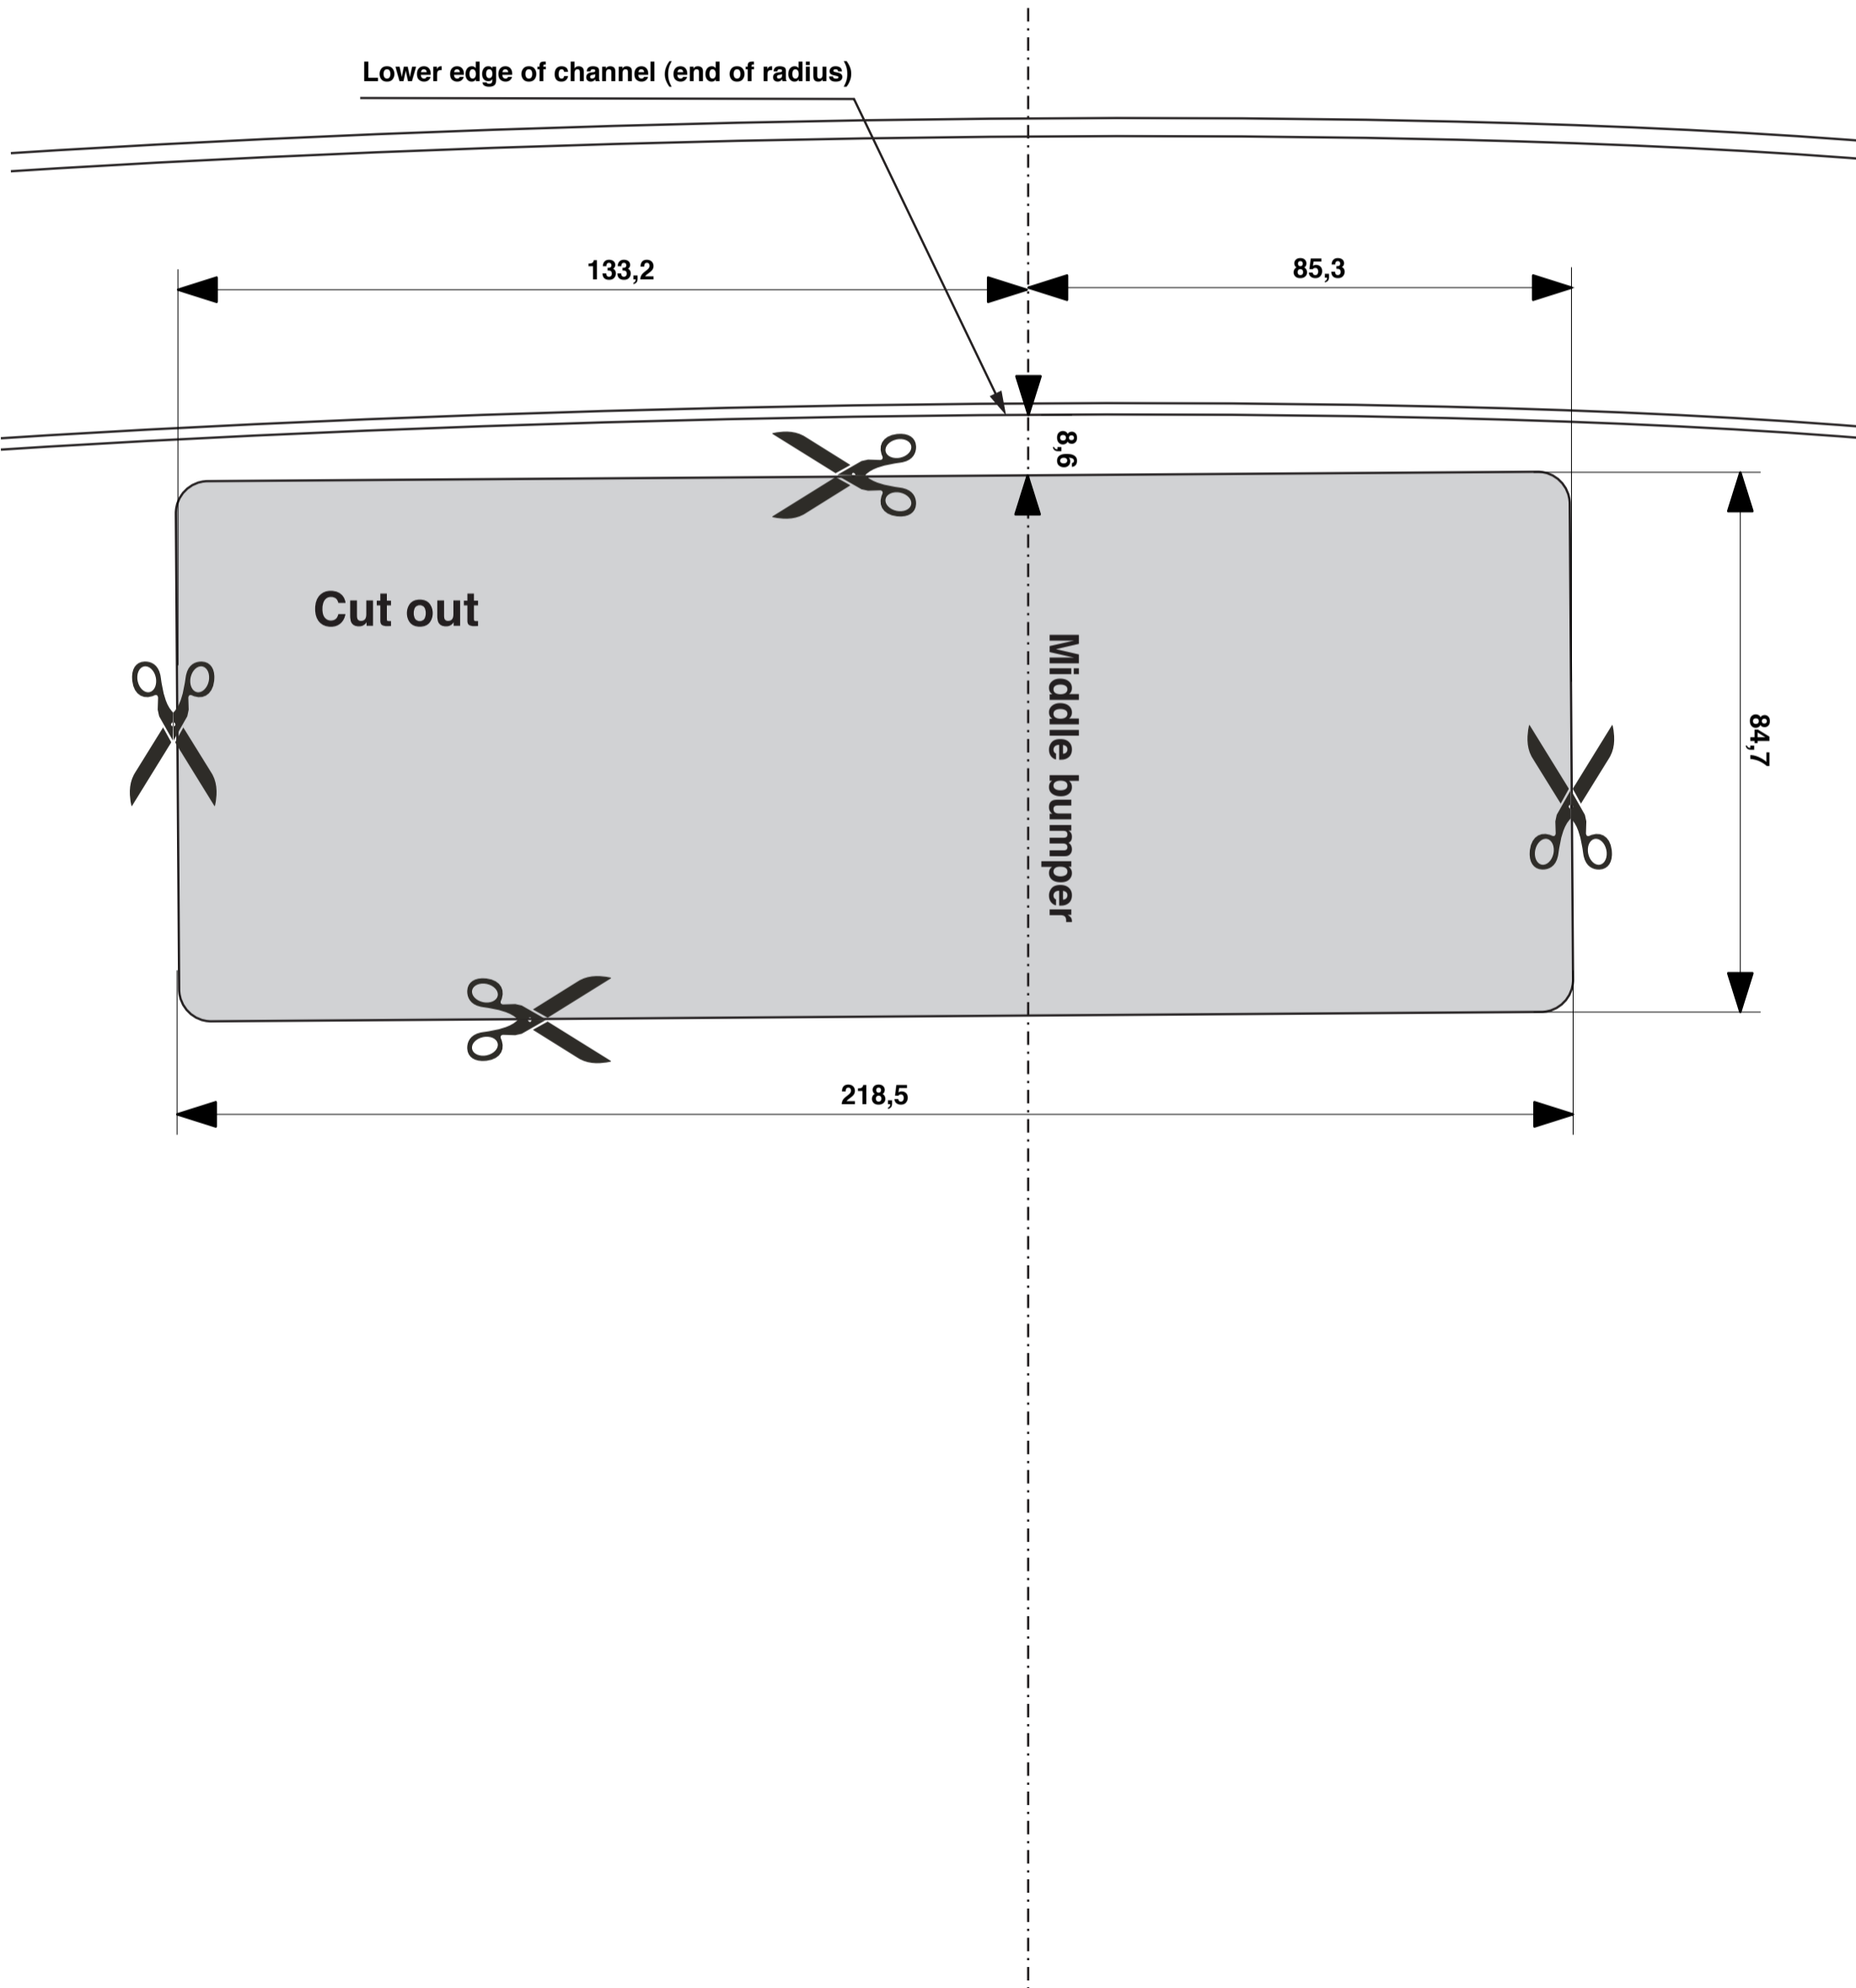 Lower edge of channel (end of radius)
133,2
85,3
8,6
Cut out
Middle bumper
84,7
218,5